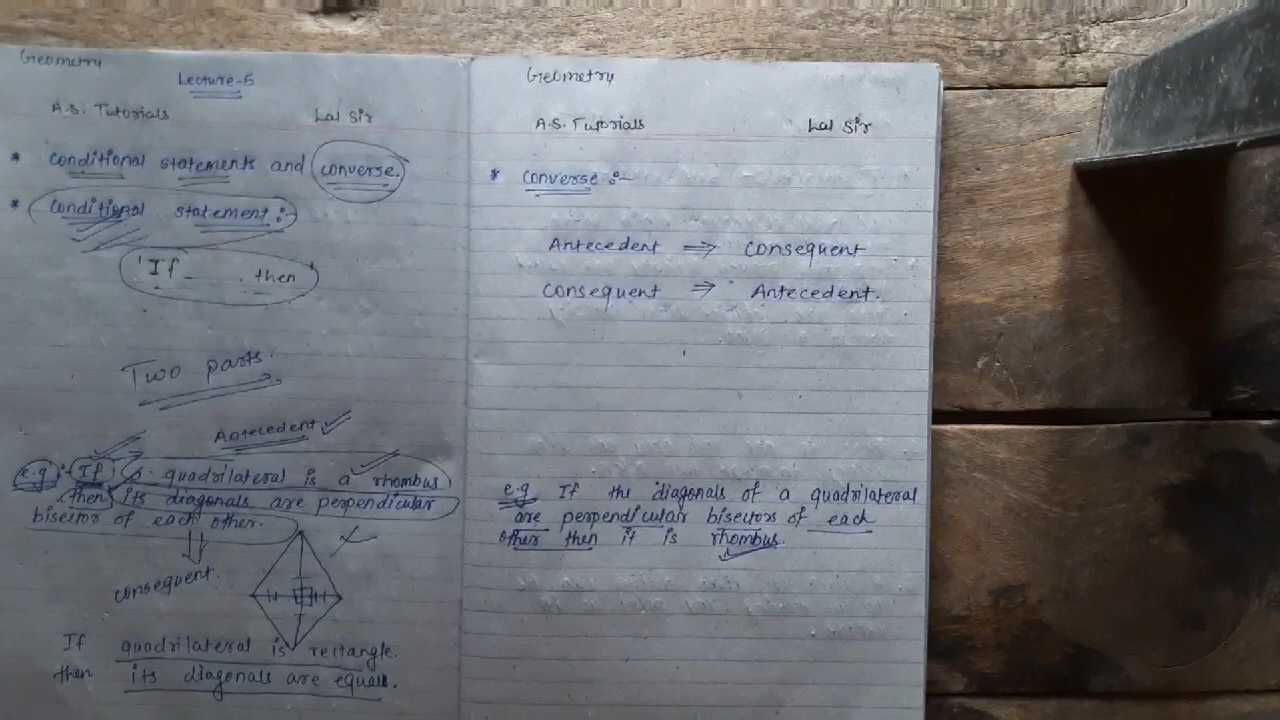 Geometry
Lecture-5
A.S. Tutorials Lal Sir
* Conditional statements and converse.
* Conditional statement :-
'If _ . then'
Two parts.
Antecedent
e.g :- If a quadrilateral is a rhombus
then its diagonals are perpendicular
bisector of each other.
consequent.
If quadrilateral is rectangle.
then its diagonals are equals.
Geometry
A.S. Tutorials Lal Sir
* Converse :-
Antecedent ⇒ Consequent
Consequent ⇒ Antecedent.
e.g If the diagonals of a quadrilateral
are perpendicular bisectors of each
other then it is rhombus.